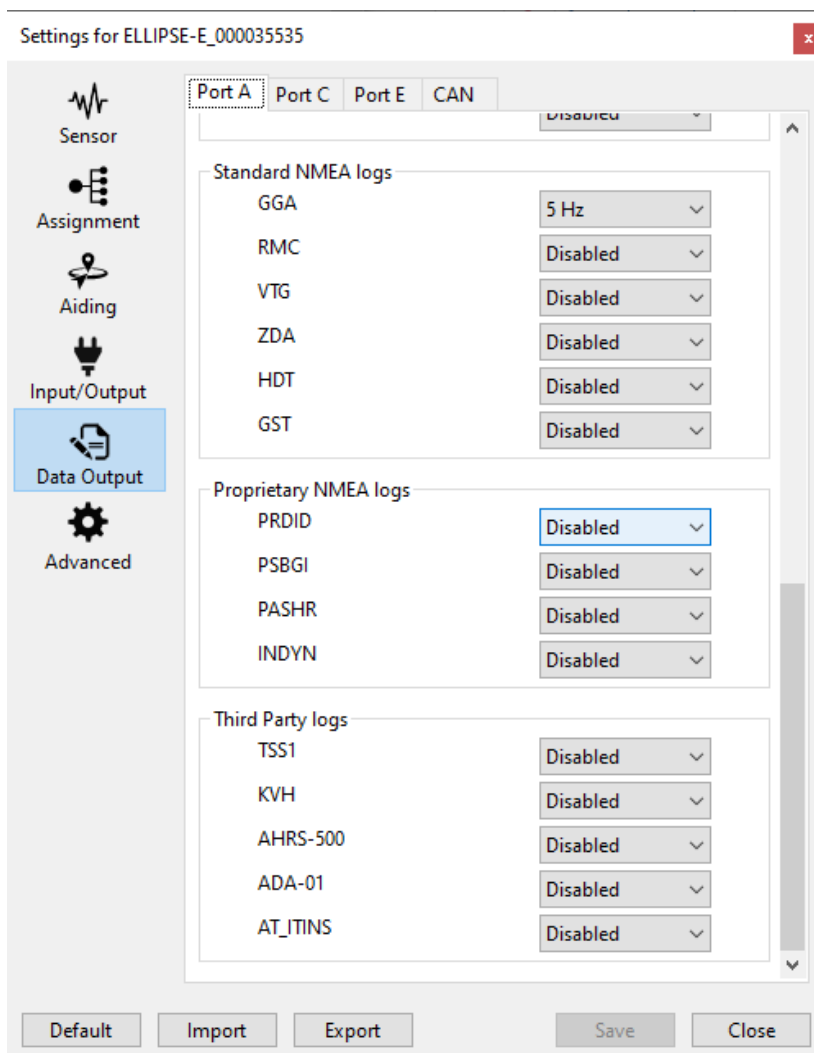 Settings for ELLIPSE-E_000035535
x
Sensor
Assignment
Aiding
Input/Output
Data Output
Advanced
Port A
Port C
Port E
CAN
Disabled
Standard NMEA logs
GGA 5 Hz
RMC Disabled
VTG Disabled
ZDA Disabled
HDT Disabled
GST Disabled
Proprietary NMEA logs
PRDID Disabled
PSBGI Disabled
PASHR Disabled
INDYN Disabled
Third Party logs
TSS1 Disabled
KVH Disabled
AHRS-500 Disabled
ADA-01 Disabled
AT_ITINS Disabled
Default
Import
Export
Save
Close